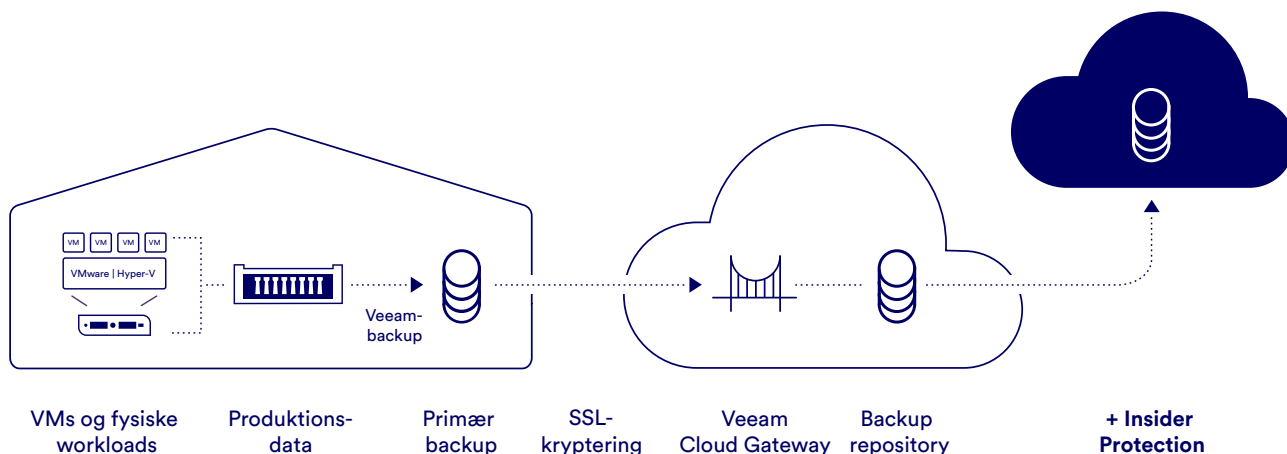 VM VM VM VM
VMware | Hyper-V
Veeam-
backup
VMs og fysiske
workloads
Produktions-
data
Primær
backup
SSL-
kryptering
Veeam
Cloud Gateway
Backup
repository
+ Insider
Protection